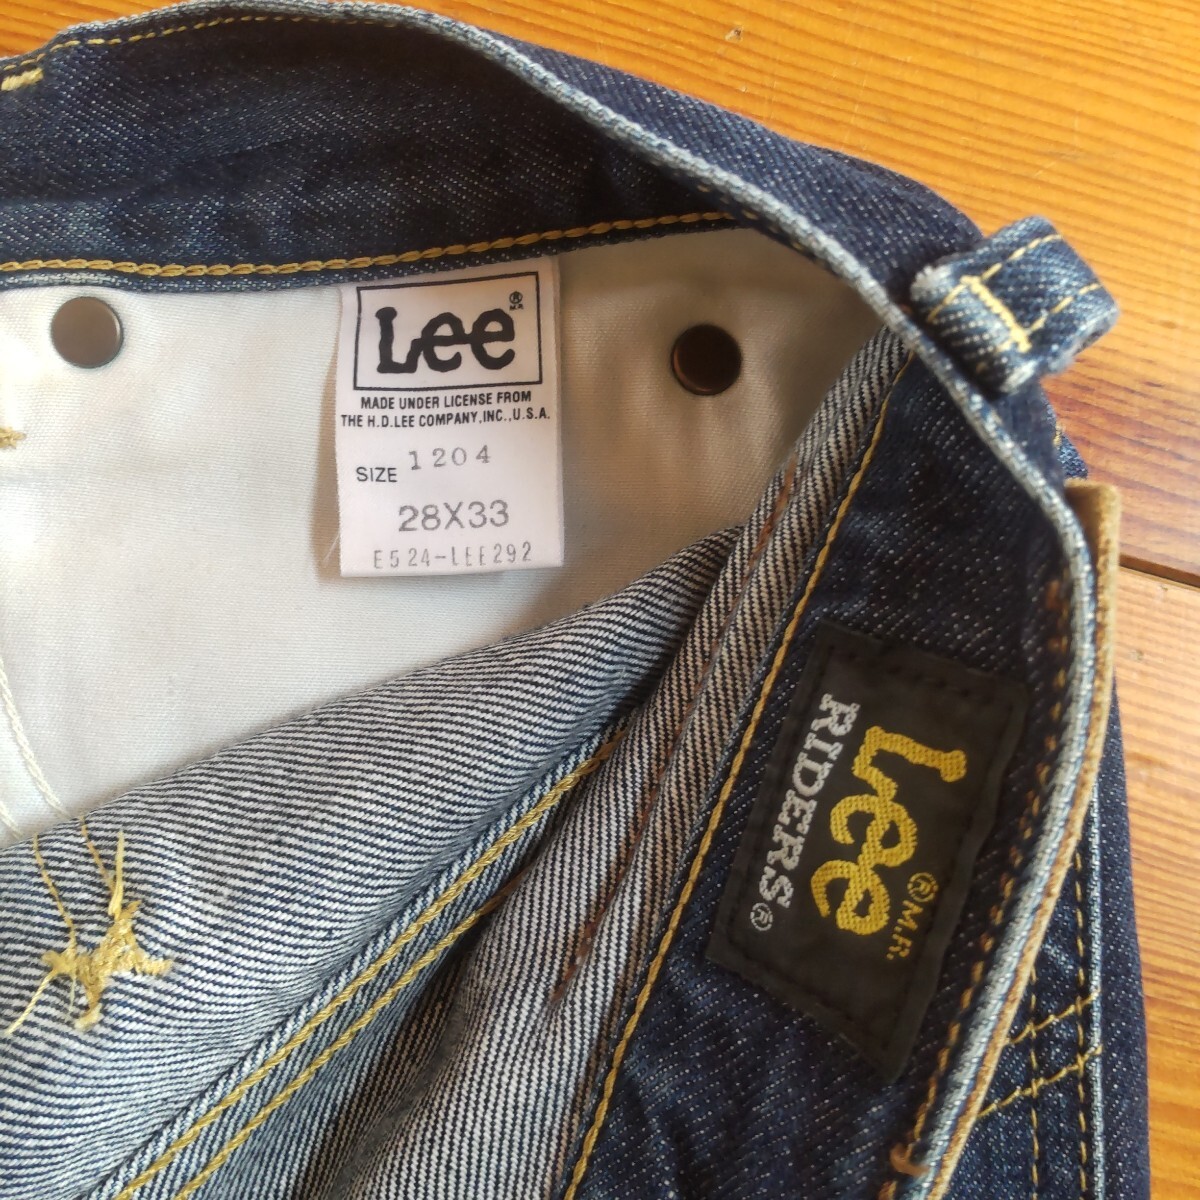 Lee ® M.R.
MADE UNDER LICENSE FROM
THE H.D.LEE COMPANY,INC.,U.S.A.
SIZE 1204
28X33
E524-LEE292
Lee ® M.R.
RIDERS ®